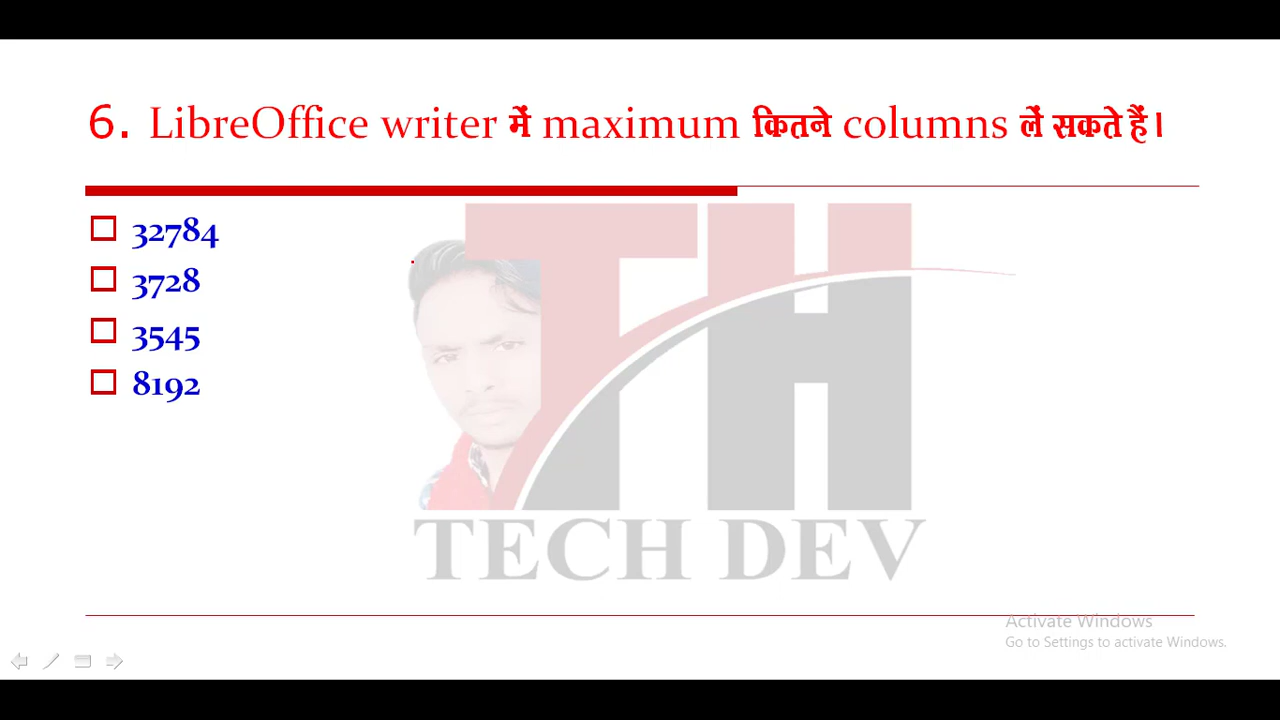 6. LibreOffice writer में maximum कितने columns लें सकते हैं।
32784
3728
3545
8192
TH
TECH DEV
Activate Windows
Go to Settings to activate Windows.